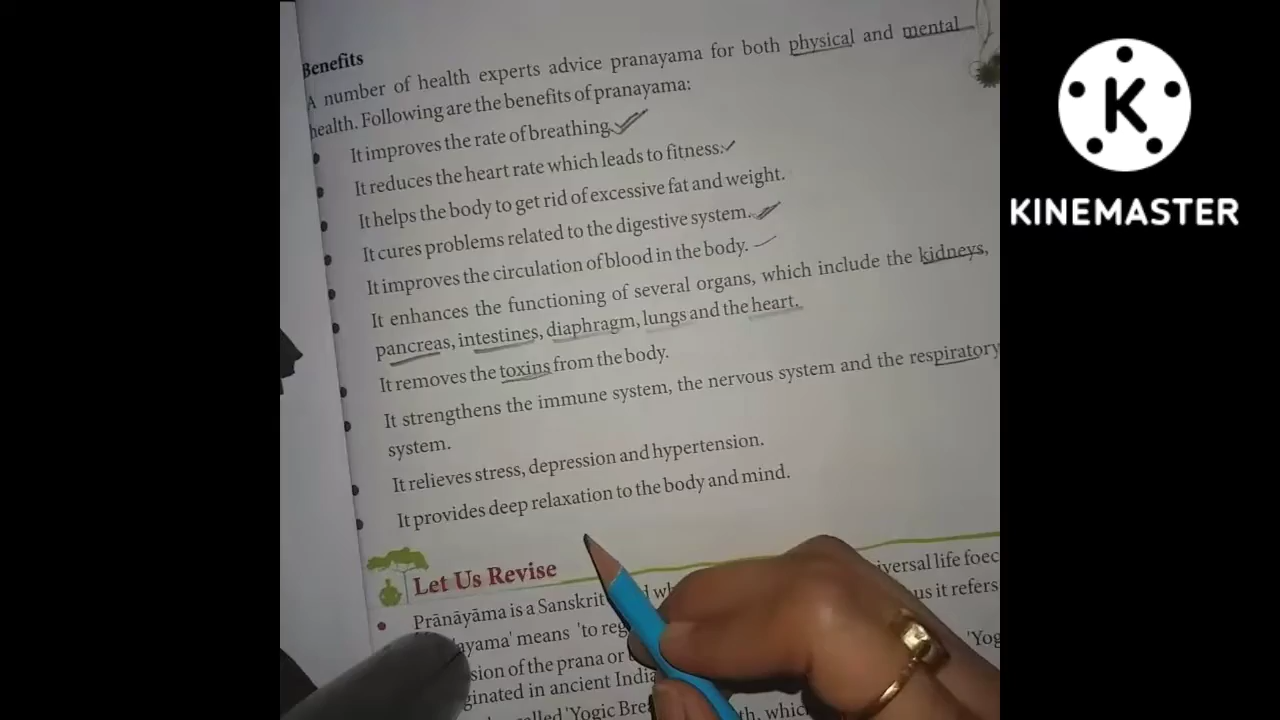 Benefits
A number of health experts advice pranayama for both physical and mental
health. Following are the benefits of pranayama:
It improves the rate of breathing.
It reduces the heart rate which leads to fitness.
It helps the body to get rid of excessive fat and weight.
It cures problems related to the digestive system.
It improves the circulation of blood in the body.
It enhances the functioning of several organs, which include the kidneys,
pancreas, intestines, diaphragm, lungs and the heart.
It removes the toxins from the body.
It strengthens the immune system, the nervous system and the respiratory
system.
It relieves stress, depression and hypertension.
It provides deep relaxation to the body and mind.
Let Us Revise
Prānāyāma is a Sanskrit life foec
means 'to it refers
of the prana or
in ancient India
'Yogic
KINEMASTER